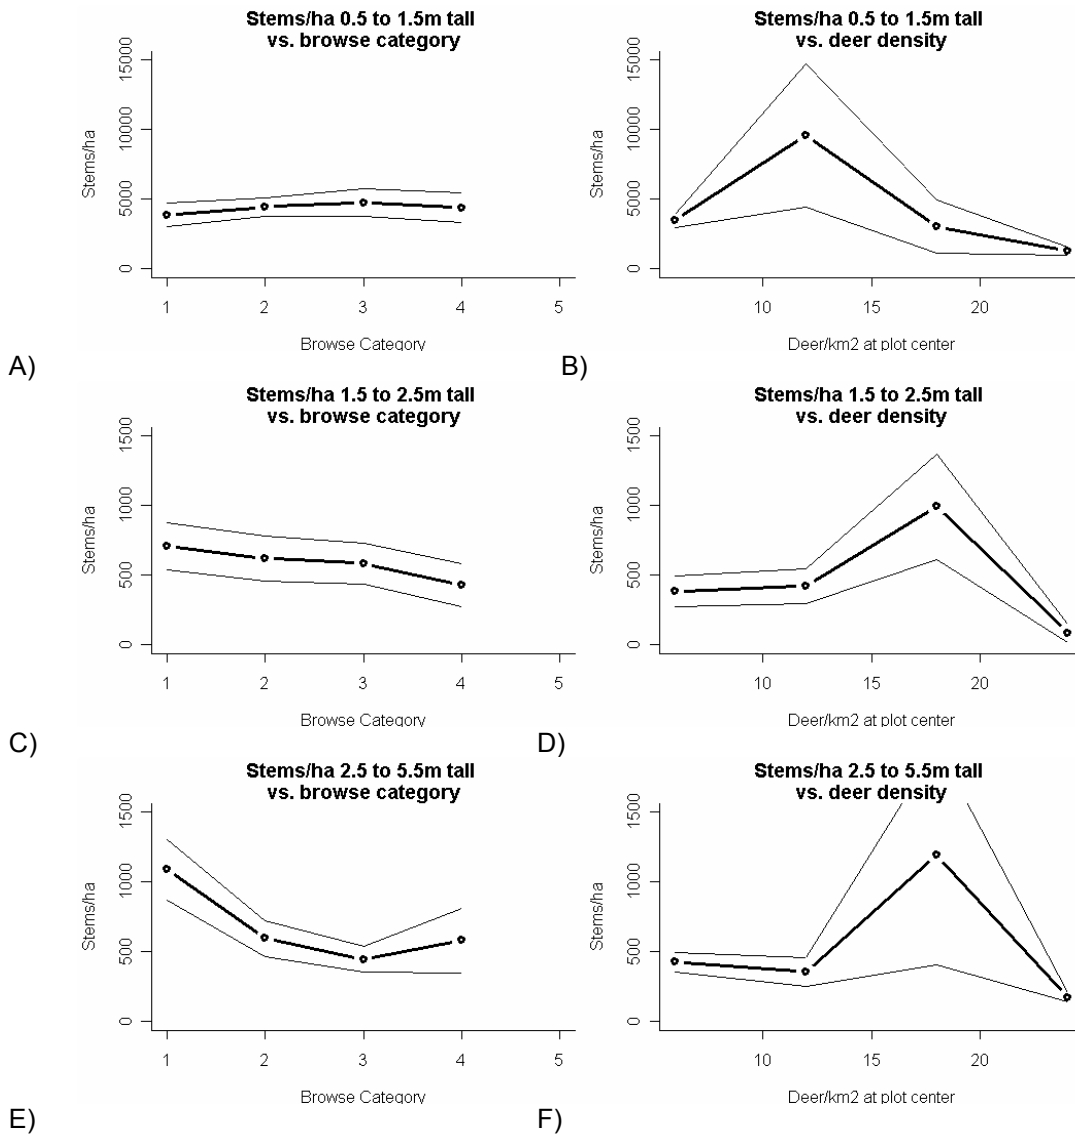 Stems/ha 0.5 to 1.5m tall
vs. browse category
Stems/ha
0
5000
10000
15000
1
2
3
4
5
Browse Category
A)
Stems/ha 0.5 to 1.5m tall
vs. deer density
Stems/ha
0
5000
10000
15000
10
15
20
Deer/km2 at plot center
B)
Stems/ha 1.5 to 2.5m tall
vs. browse category
Stems/ha
0
500
1000
1500
1
2
3
4
5
Browse Category
C)
Stems/ha 1.5 to 2.5m tall
vs. deer density
Stems/ha
0
500
1000
1500
10
15
20
Deer/km2 at plot center
D)
Stems/ha 2.5 to 5.5m tall
vs. browse category
Stems/ha
0
500
1000
1500
1
2
3
4
5
Browse Category
E)
Stems/ha 2.5 to 5.5m tall
vs. deer density
Stems/ha
0
500
1000
1500
10
15
20
Deer/km2 at plot center
F)